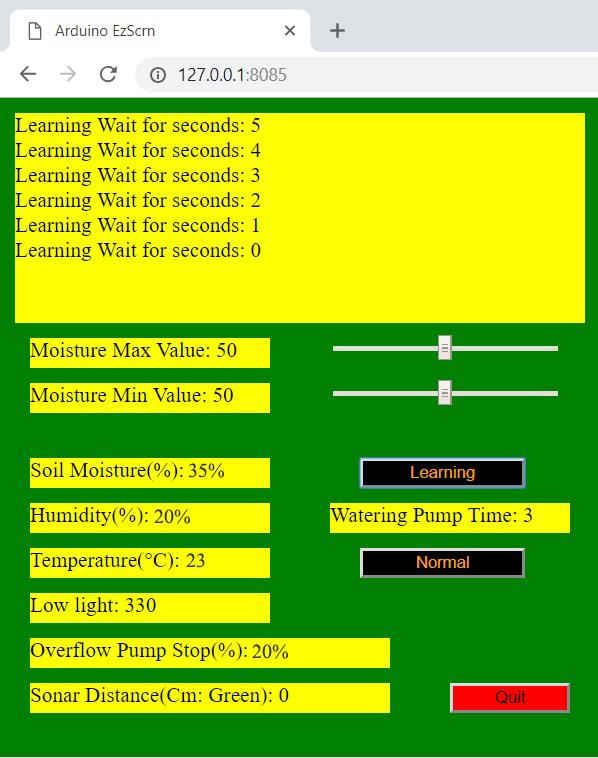 Arduino EzScrn
127.0.0.1:8085
Learning Wait for seconds: 5
Learning Wait for seconds: 4
Learning Wait for seconds: 3
Learning Wait for seconds: 2
Learning Wait for seconds: 1
Learning Wait for seconds: 0
Moisture Max Value: 50
Moisture Min Value: 50
Soil Moisture(%): 35%
Learning
Humidity(%): 20%
Watering Pump Time: 3
Temperature(°C): 23
Normal
Low light: 330
Overflow Pump Stop(%): 20%
Sonar Distance(Cm: Green): 0
Quit